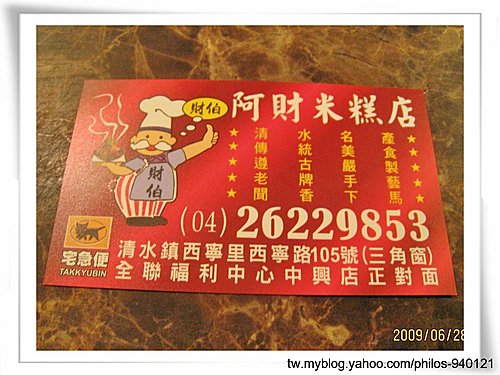 阿財米糕店
財伯
清水名產
傳統美食
遵古嚴製
老牌手藝
聞香下馬
財伯
(04) 26229853
宅急便
TAKKYUBIN
清水鎮西寧里西寧路105號(三角窗)
全聯福利中心中興店正對面
2009/06/28
tw.myblog.yahoo.com/philos-940121